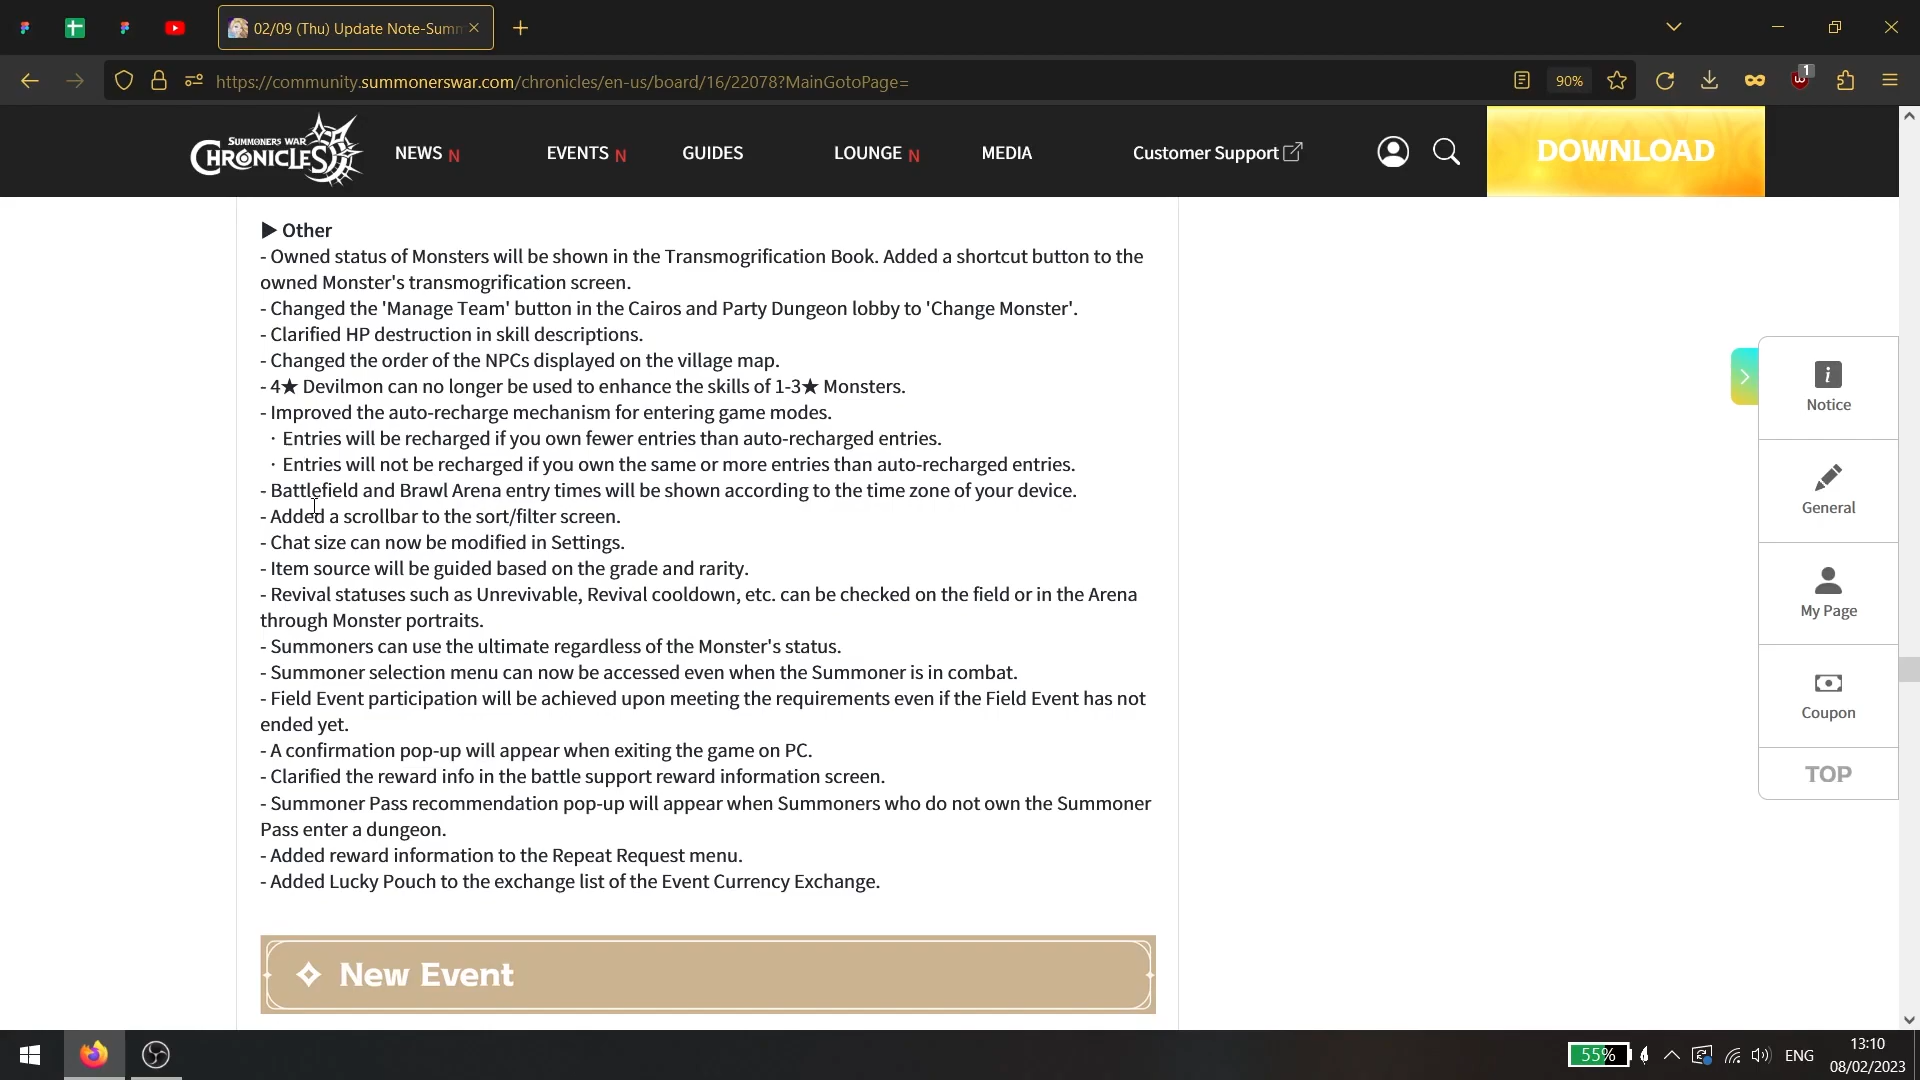 02/09 (Thu) Update Note-Summ
https://community.summonerswar.com/chronicles/en-us/board/16/22078?MainGotoPage=
90%
1
SUMMONERS WAR
CHRONICLES
NEWS N
EVENTS N
GUIDES
LOUNGE N
MEDIA
Customer Support
DOWNLOAD
▶ Other
- Owned status of Monsters will be shown in the Transmogrification Book. Added a shortcut button to the
owned Monster's transmogrification screen.
- Changed the 'Manage Team' button in the Cairos and Party Dungeon lobby to 'Change Monster'.
- Clarified HP destruction in skill descriptions.
- Changed the order of the NPCs displayed on the village map.
- 4★ Devilmon can no longer be used to enhance the skills of 1-3★ Monsters.
- Improved the auto-recharge mechanism for entering game modes.
· Entries will be recharged if you own fewer entries than auto-recharged entries.
· Entries will not be recharged if you own the same or more entries than auto-recharged entries.
- Battlefield and Brawl Arena entry times will be shown according to the time zone of your device.
- Added a scrollbar to the sort/filter screen.
- Chat size can now be modified in Settings.
- Item source will be guided based on the grade and rarity.
- Revival statuses such as Unrevivable, Revival cooldown, etc. can be checked on the field or in the Arena
through Monster portraits.
- Summoners can use the ultimate regardless of the Monster's status.
- Summoner selection menu can now be accessed even when the Summoner is in combat.
- Field Event participation will be achieved upon meeting the requirements even if the Field Event has not
ended yet.
- A confirmation pop-up will appear when exiting the game on PC.
- Clarified the reward info in the battle support reward information screen.
- Summoner Pass recommendation pop-up will appear when Summoners who do not own the Summoner
Pass enter a dungeon.
- Added reward information to the Repeat Request menu.
- Added Lucky Pouch to the exchange list of the Event Currency Exchange.
New Event
Notice
General
My Page
Coupon
TOP
55%
ENG
13:10
08/02/2023